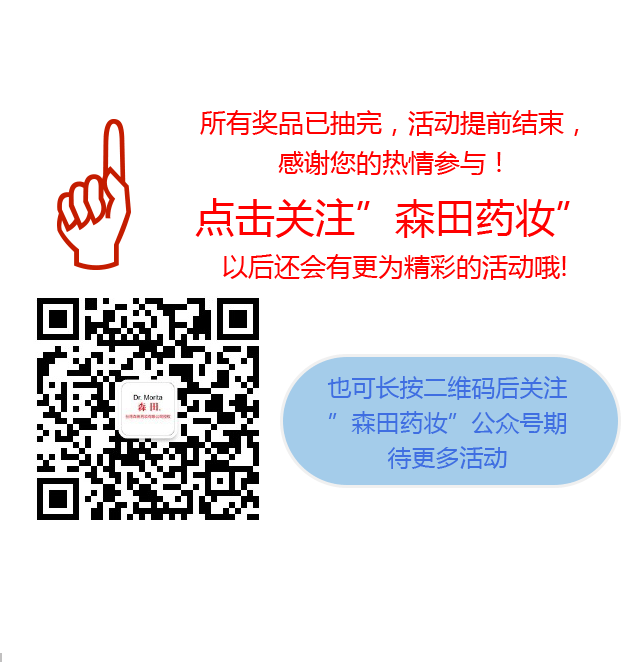 所有奖品已抽完，活动提前结束，
感谢您的热情参与！
点击关注”森田药妆”
以后还会有更为精彩的活动哦!
Dr. Morita
森田
也可长按二维码后关注
”森田药妆”公众号期
待更多活动